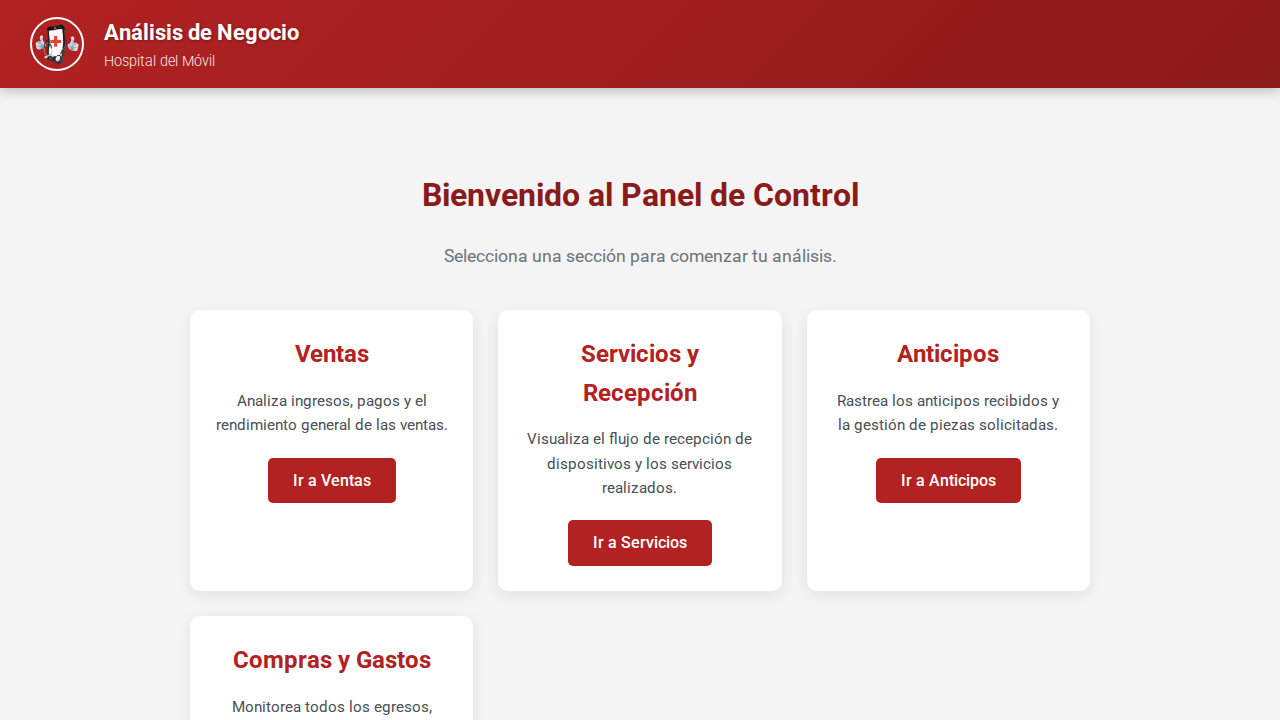 Análisis de Negocio
Hospital del Móvil
Bienvenido al Panel de Control
Selecciona una sección para comenzar tu análisis.
Ventas
Analiza ingresos, pagos y el
rendimiento general de las ventas.
Ir a Ventas
Servicios y
Recepción
Visualiza el flujo de recepción de
dispositivos y los servicios
realizados.
Ir a Servicios
Anticipos
Rastrea los anticipos recibidos y
la gestión de piezas solicitadas.
Ir a Anticipos
Compras y Gastos
Monitorea todos los egresos,